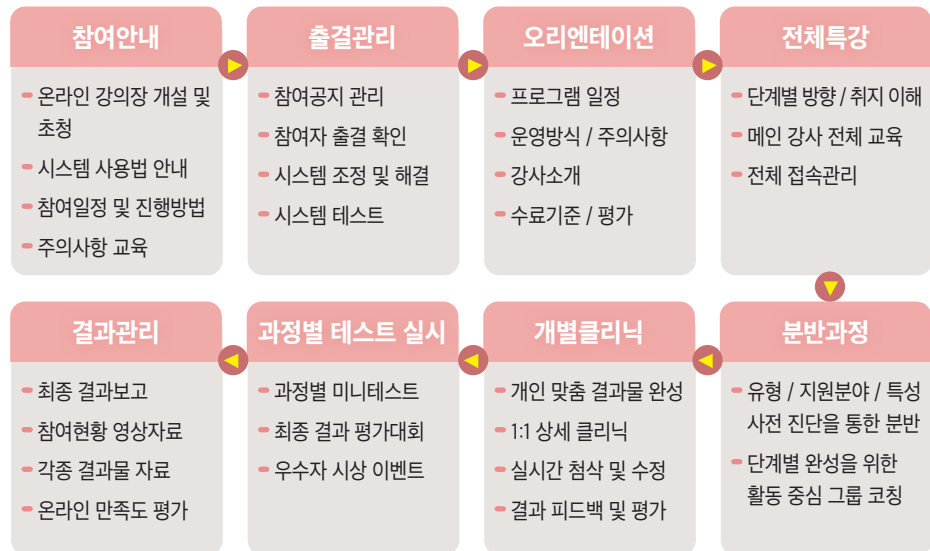 참여안내
- 온라인 강의장 개설 및
초청
- 시스템 사용법 안내
- 참여일정 및 진행방법
- 주의사항 교육
출결관리
- 참여공지 관리
- 참여자 출결 확인
- 시스템 조정 및 해결
- 시스템 테스트
오리엔테이션
- 프로그램 일정
- 운영방식 / 주의사항
- 강사소개
- 수료기준 / 평가
전체특강
- 단계별 방향 / 취지 이해
- 메인 강사 전체 교육
- 전체 접속관리
분반과정
- 유형 / 지원분야 / 특성
사전 진단을 통한 분반
- 단계별 완성을 위한
활동 중심 그룹 코칭
개별클리닉
- 개인 맞춤 결과물 완성
- 1:1 상세 클리닉
- 실시간 첨삭 및 수정
- 결과 피드백 및 평가
과정별 테스트 실시
- 과정별 미니테스트
- 최종 결과 평가대회
- 우수자 시상 이벤트
결과관리
- 최종 결과보고
- 참여현황 영상자료
- 각종 결과물 자료
- 온라인 만족도 평가